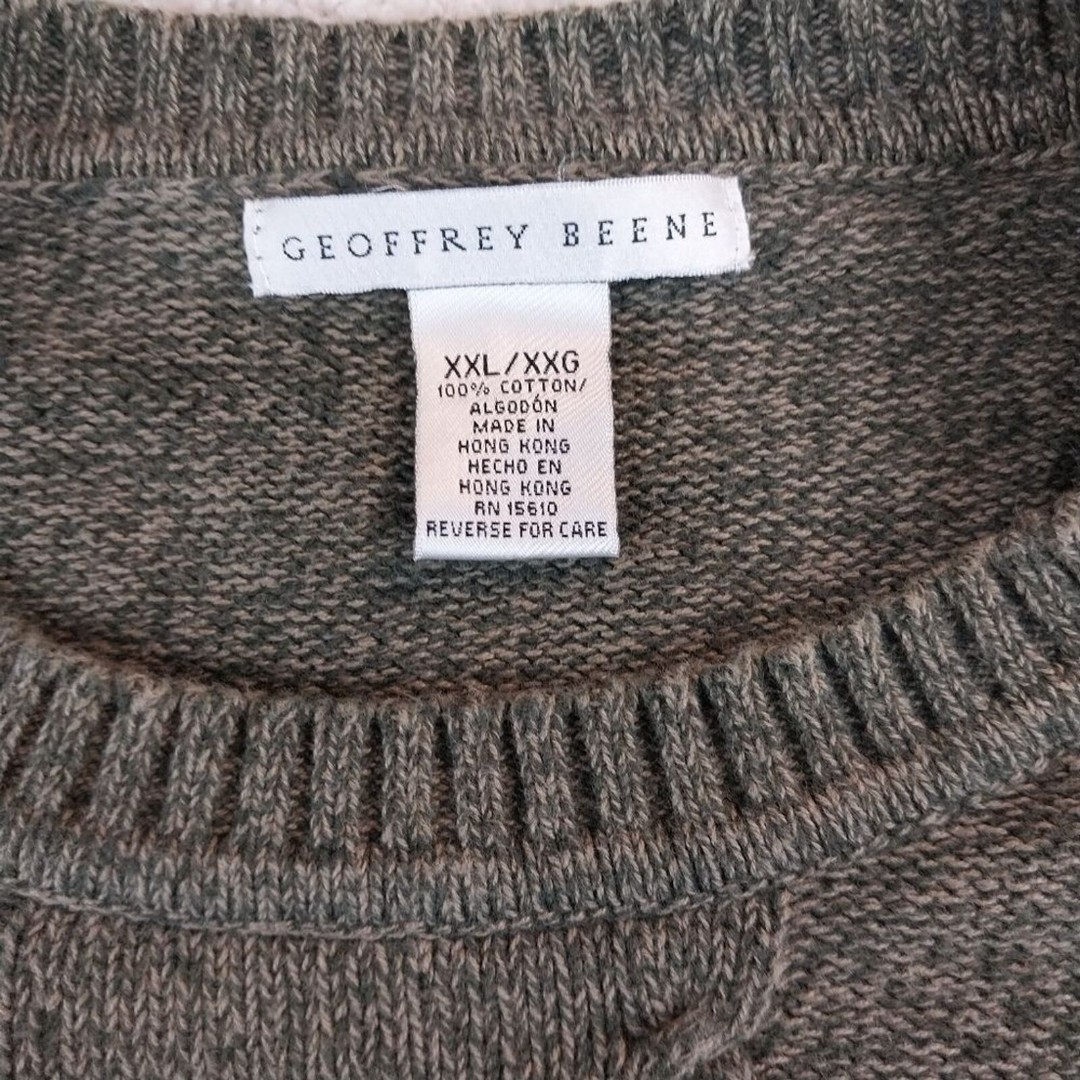 GEOFFREY BEENE
XXL/XXG
100% COTTON/
ALGODÓN
MADE IN
HONG KONG
HECHO EN
HONG KONG
RN 15610
REVERSE FOR CARE